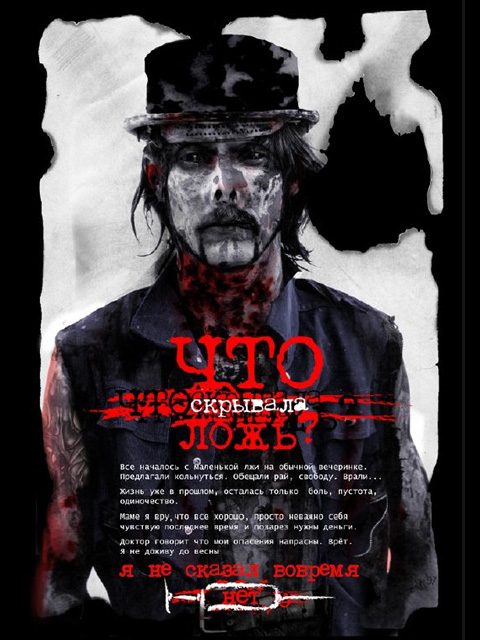 ЧТО
скрывала
ЛОЖЬ?
Все началось с маленькой лжи на обычной вечеринке.
Предлагали кольнуться. Обещали рай, свободу. Врали...
Жизнь уже в прошлом, осталась только боль, пустота,
одиночество.
Маме я вру,что все хорошо, просто неважно себя
чувствую последнее время и позарез нужны деньги.
Доктор говорит что мои опасения напрасны. Врёт.
Я не доживу до весны
я не сказал вовремя
нет